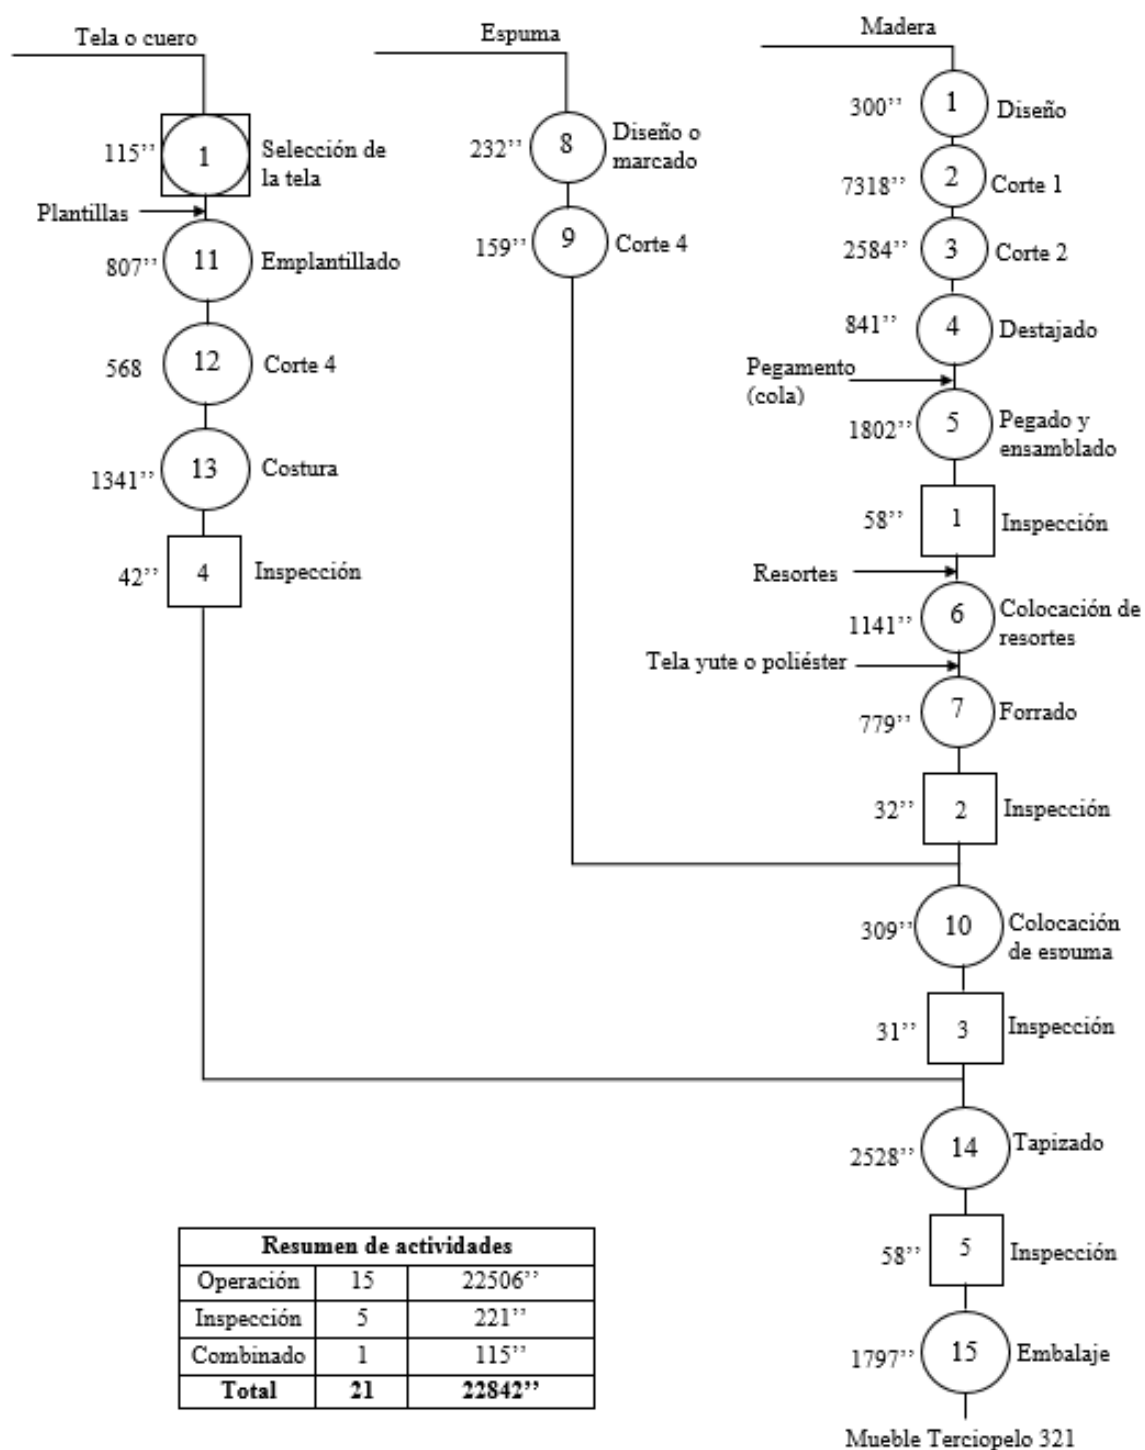 Tela o cuero
115’’
1
Selección de
la tela
Plantillas
807’’
11
Emplantillado
568
12
Corte 4
1341’’
13
Costura
42’’
4
Inspección
Espuma
232’’
8
Diseño o
marcado
159’’
9
Corte 4
Madera
300’’
1
Diseño
7318’’
2
Corte 1
2584’’
3
Corte 2
841’’
4
Destajado
Pegamento
(cola)
1802’’
5
Pegado y
ensamblado
58’’
1
Inspección
Resortes
1141’’
6
Colocación de
resortes
Tela yute o poliéster
779’’
7
Forrado
32’’
2
Inspección
309’’
10
Colocación
de espuma
31’’
3
Inspección
2528’’
14
Tapizado
58’’
5
Inspección
1797’’
15
Embalaje
Mueble Terciopelo 321
Resumen de actividades
Operación 15 22506’’
Inspección 5 221’’
Combinado 1 115’’
Total 21 22842’’